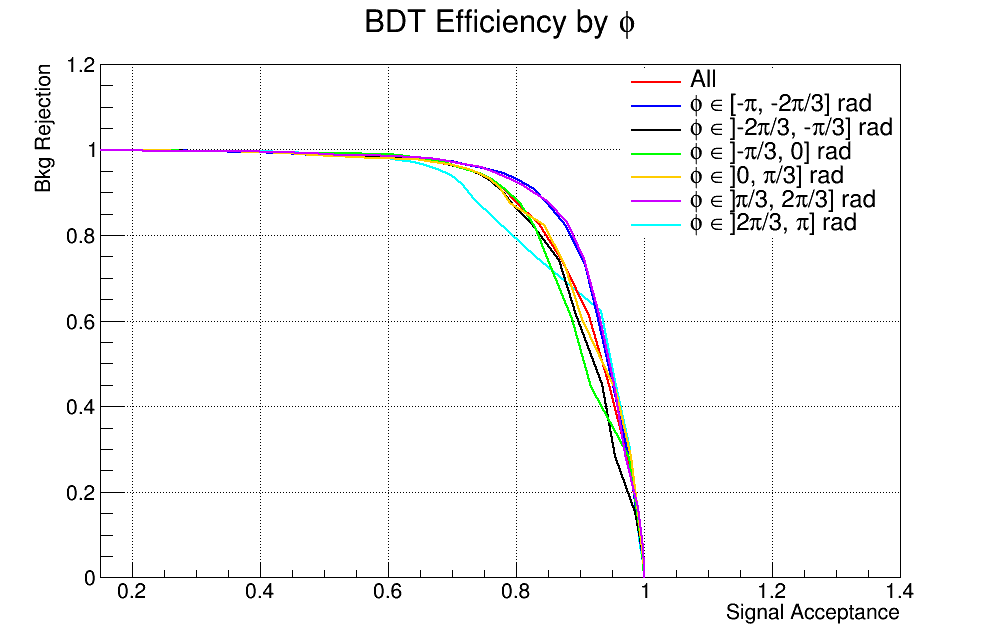 BDT Efficiency by ϕ
Bkg Rejection
1.2
1
0.8
0.6
0.4
0.2
0
All
ϕ ∈ [-π, -2π/3] rad
ϕ ∈ ]-2π/3, -π/3] rad
ϕ ∈ ]-π/3, 0] rad
ϕ ∈ ]0, π/3] rad
ϕ ∈ ]π/3, 2π/3] rad
ϕ ∈ ]2π/3, π] rad
0.2 0.4 0.6 0.8 1 1.2 1.4
Signal Acceptance